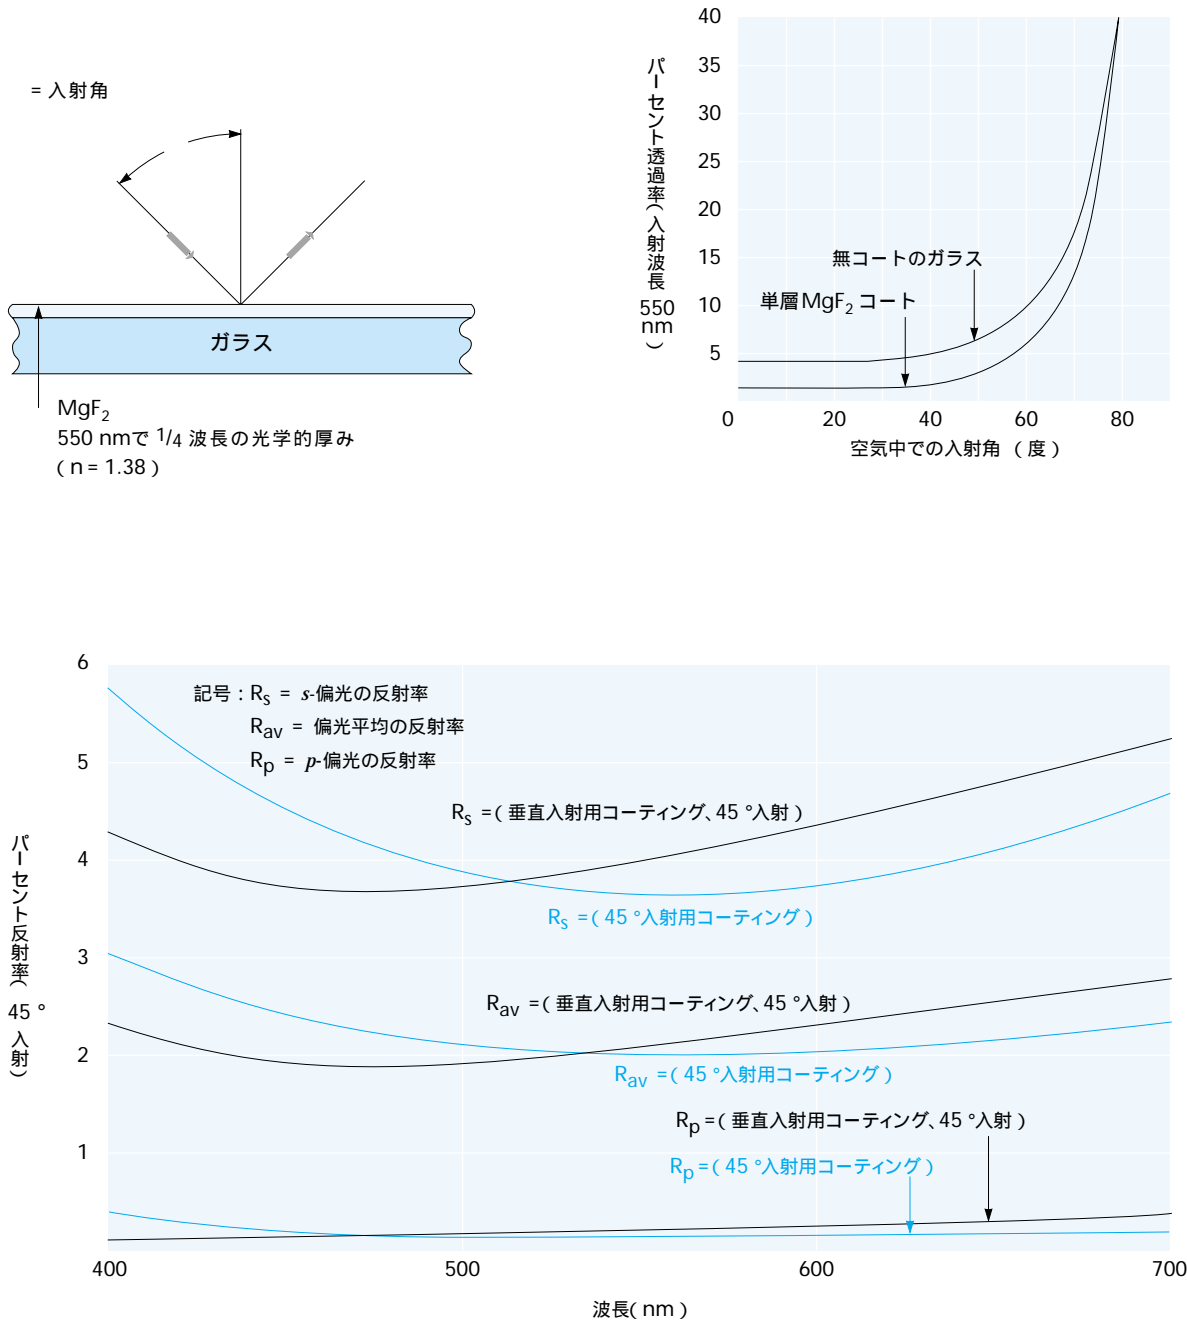 = 入射角
ガラス
MgF₂
550 nmで 1/4 波長の光学的厚み
( n = 1.38 )
パーセント透過率(入射波長 550 nm)
40
35
30
25
20
15
10
5
0
20
40
60
80
無コートのガラス
単層MgF₂ コート
空気中での入射角 (度)
パーセント反射率( 45 °入射)
6
5
4
3
2
1
記号 : Rs = s-偏光の反射率
Rav = 偏光平均の反射率
Rp = p-偏光の反射率
Rs =( 垂直入射用コーティング、45 °入射 )
Rs =( 45 °入射用コーティング )
Rav =( 垂直入射用コーティング、45 °入射 )
Rav =( 45 °入射用コーティング )
Rp =( 垂直入射用コーティング、45 °入射 )
Rp =( 45 °入射用コーティング )
400
500
600
700
波長( nm )